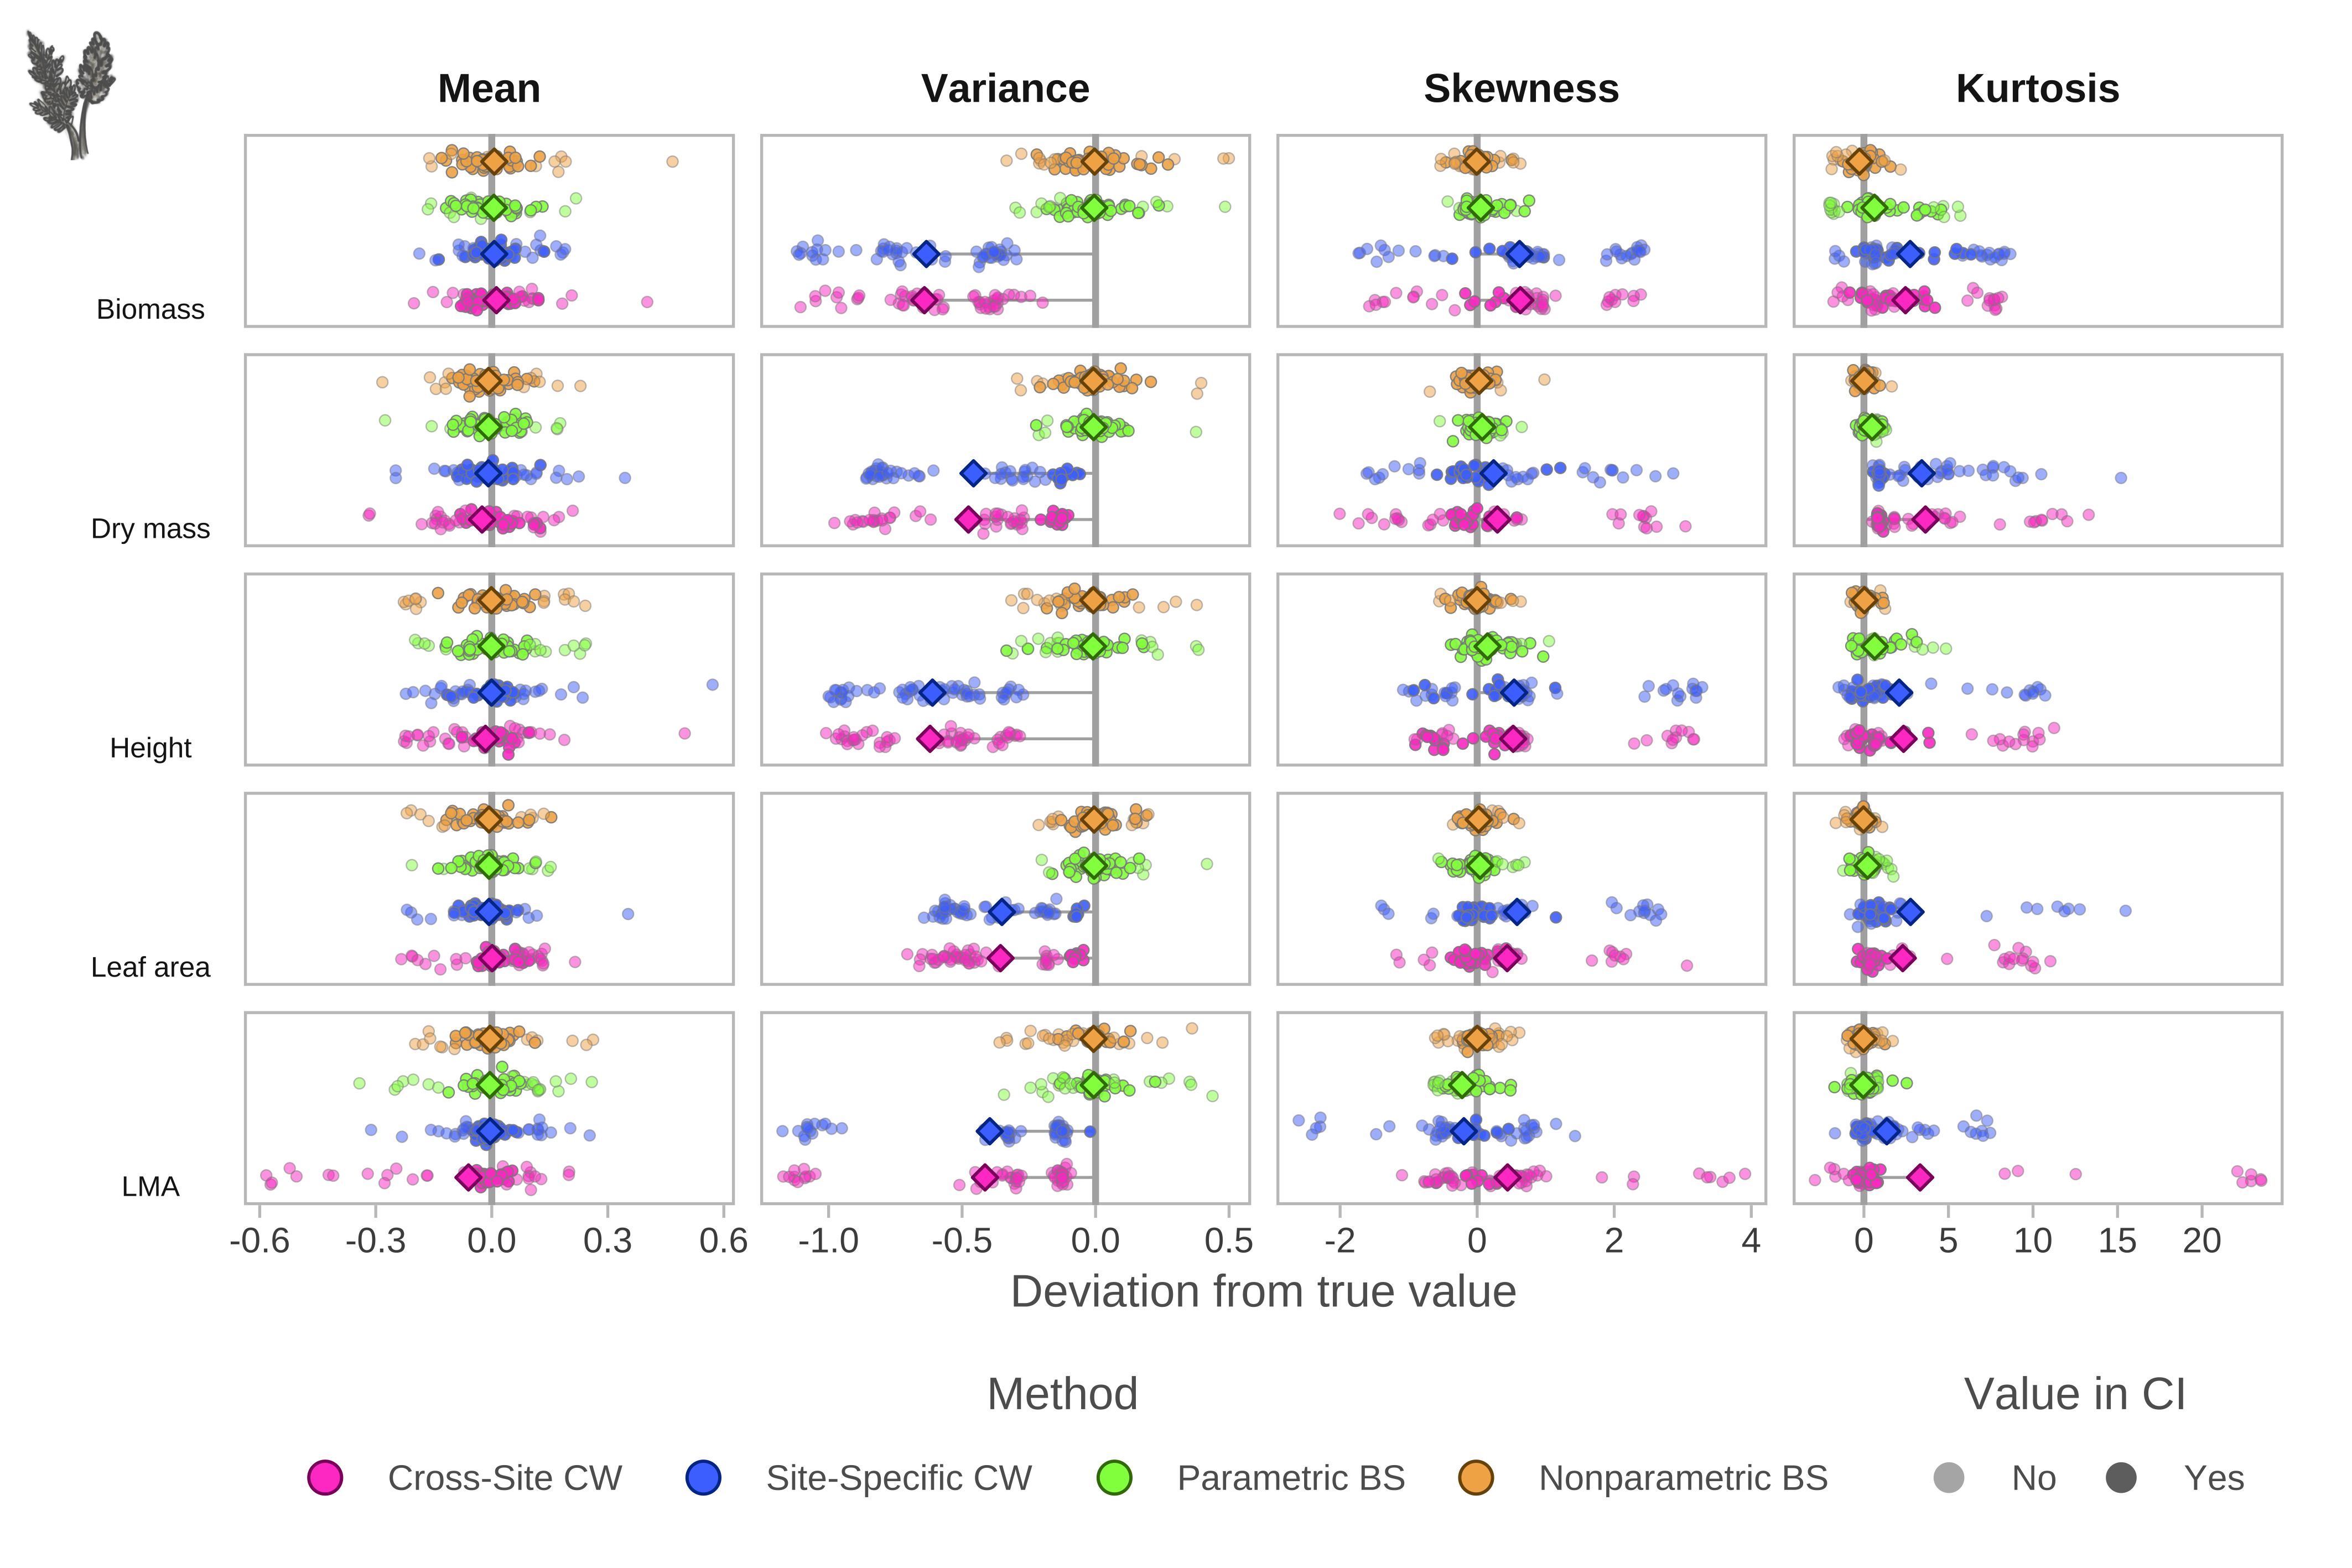 Mean Variance Skewness Kurtosis
Biomass
Dry mass
Height
Leaf area
LMA
-0.6 -0.3 0.0 0.3 0.6 -1.0 -0.5 0.0 0.5 -2 0 2 4 0 5 10 15 20
Deviation from true value
Method Value in CI
Cross-Site CW Site-Specific CW Parametric BS Nonparametric BS No Yes